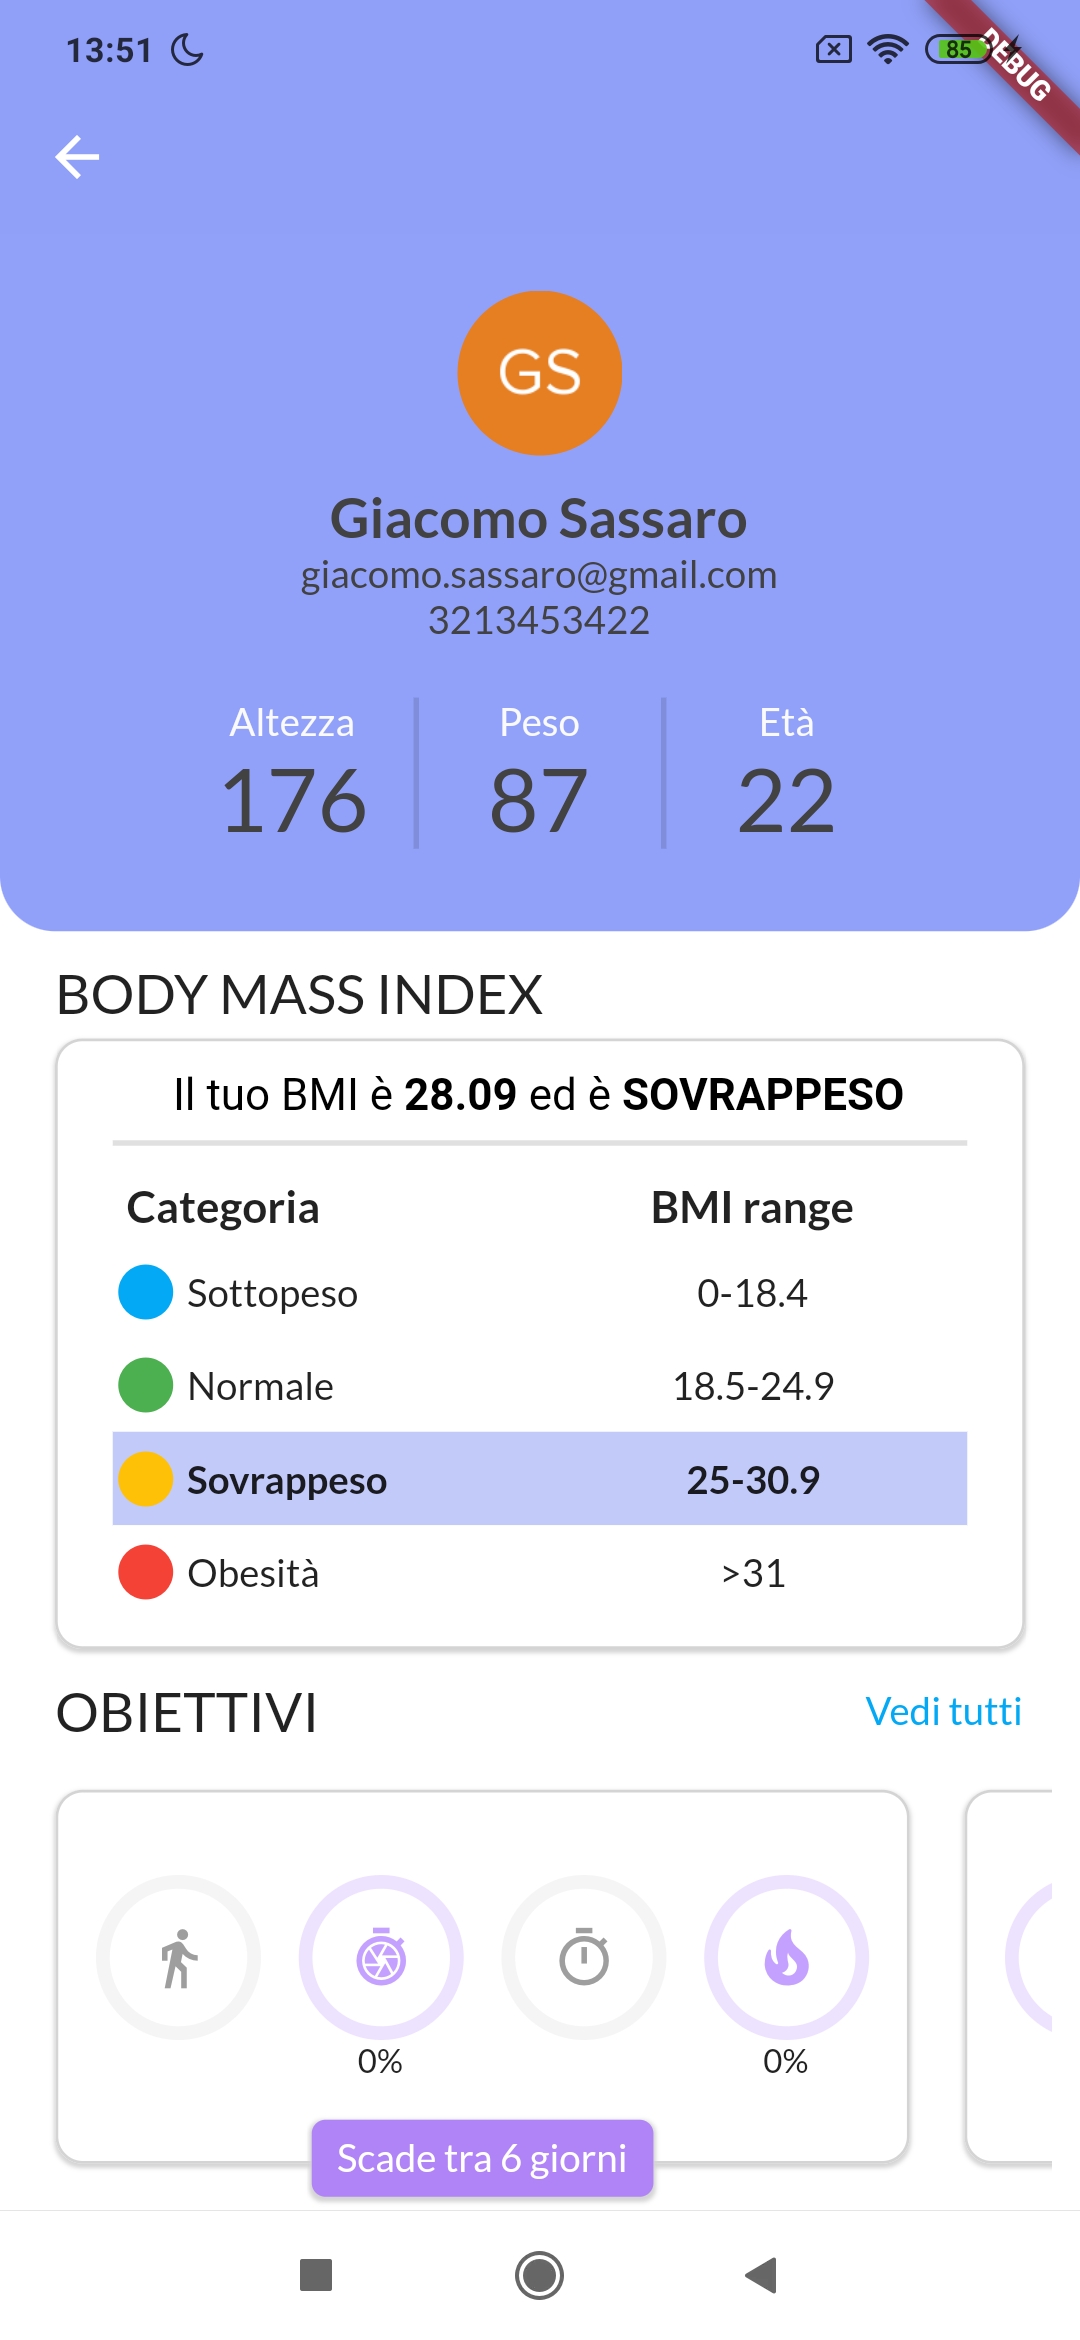 13:51
85
DEBUG
GS
Giacomo Sassaro
giacomo.sassaro@gmail.com
3213453422
Altezza Peso Età
176 87 22
BODY MASS INDEX
Il tuo BMI è 28.09 ed è SOVRAPPESO
Categoria BMI range
Sottopeso 0-18.4
Normale 18.5-24.9
Sovrappeso 25-30.9
Obesità >31
OBIETTIVI Vedi tutti
0% 0%
Scade tra 6 giorni